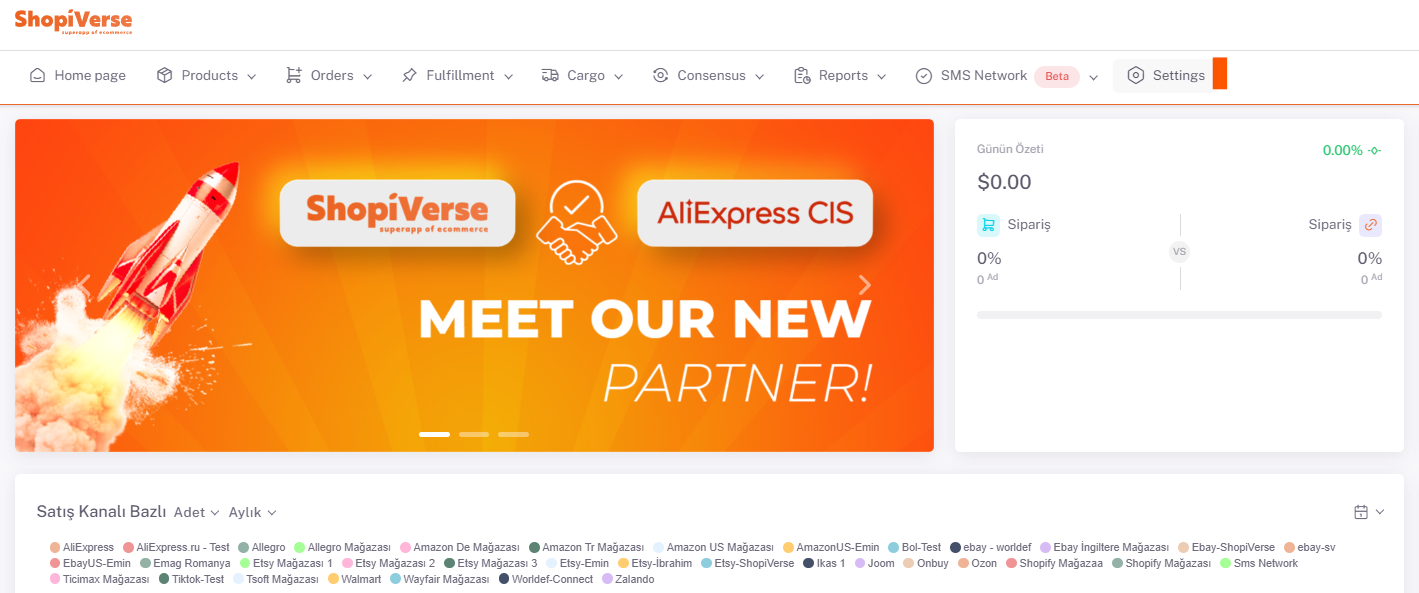 ShopiVerse
superapp of ecommerce
Home page Products Orders Fulfillment Cargo Consensus Reports SMS Network Beta Settings
ShopiVerse
superapp of ecommerce
AliExpress CIS
MEET OUR NEW
PARTNER!
Günün Özeti 0.00%
$0.00
Sipariş Sipariş
VS
0% 0%
0 Ad 0 Ad
Satış Kanalı Bazlı Adet Aylık
AliExpress AliExpress.ru - Test Allegro Allegro Mağazası Amazon De Mağazası Amazon Tr Mağazası Amazon US Mağazası AmazonUS-Emin Bol-Test ebay - worldef Ebay İngiltere Mağazası Ebay-ShopiVerse ebay-sv
EbayUS-Emin Emag Romanya Etsy Mağazası 1 Etsy Mağazası 2 Etsy Mağazası 3 Etsy-Emin Etsy-İbrahim Etsy-ShopiVerse Ikas 1 Joom Onbuy Ozon Shopify Mağazaa Shopify Mağazası Sms Network
Ticimax Mağazası Tiktok-Test Tsoft Mağazası Walmart Wayfair Mağazası Worldef-Connect Zalando